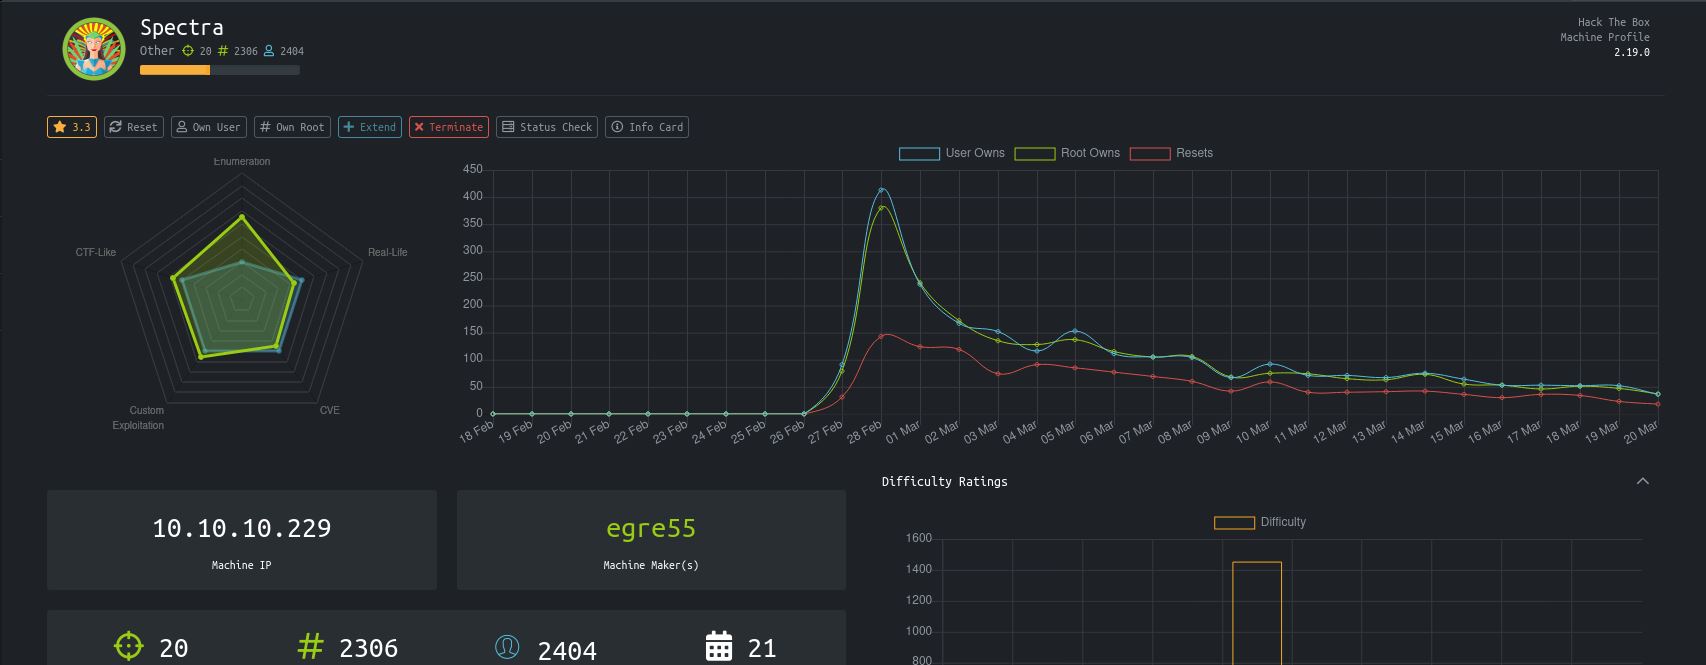 Spectra
Other 20 # 2306 2404
Hack The Box
Machine Profile
2.19.0
3.3 Reset Own User # Own Root + Extend × Terminate Status Check Info Card
Enumeration
CTF-Like
Real-Life
Custom
Exploitation
CVE
User Owns Root Owns Resets
450
400
350
300
250
200
150
100
50
0
18 Feb 19 Feb 20 Feb 21 Feb 22 Feb 23 Feb 24 Feb 25 Feb 26 Feb 27 Feb 28 Feb 01 Mar 02 Mar 03 Mar 04 Mar 05 Mar 06 Mar 07 Mar 08 Mar 09 Mar 10 Mar 11 Mar 12 Mar 13 Mar 14 Mar 15 Mar 16 Mar 17 Mar 18 Mar 19 Mar 20 Mar
10.10.10.229
Machine IP
egre55
Machine Maker(s)
20 # 2306 2404 21
Difficulty Ratings
Difficulty
1600
1400
1200
1000
800